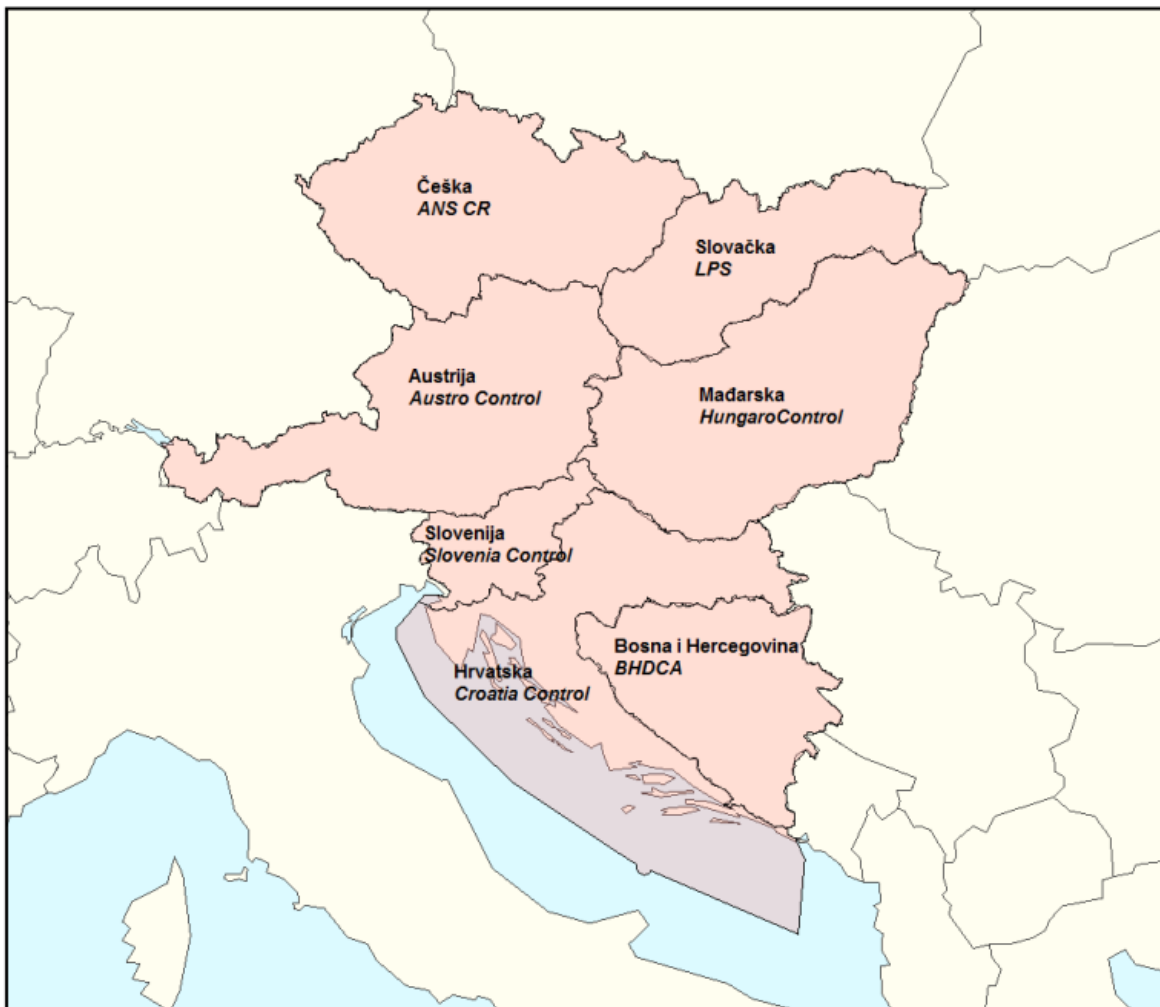 Češka
ANS CR
Slovačka
LPS
Austrija
Austro Control
Mađarska
HungaroControl
Slovenija
Slovenia Control
Bosna i Hercegovina
BHDCA
Hrvatska
Croatia Control